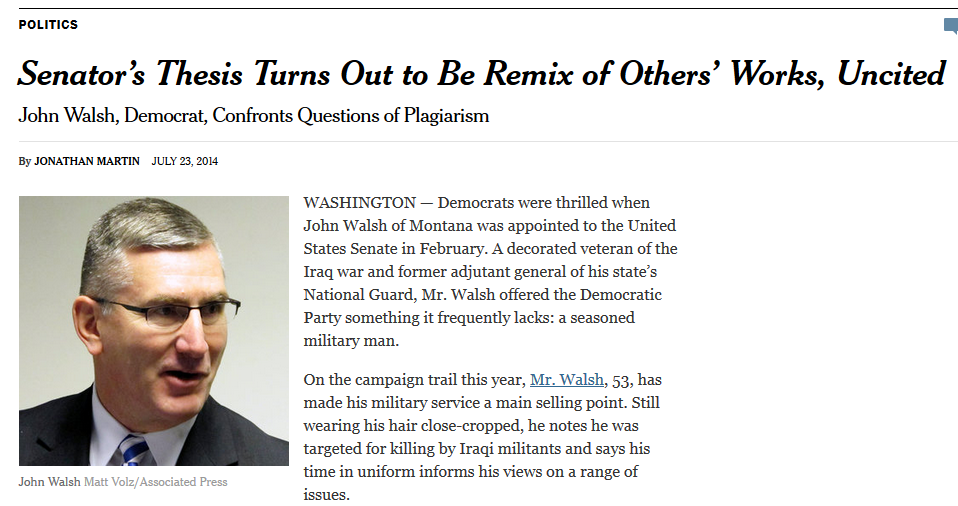 POLITICS
Senator's Thesis Turns Out to Be Remix of Others' Works, Uncited
John Walsh, Democrat, Confronts Questions of Plagiarism
By JONATHAN MARTIN JULY 23, 2014
WASHINGTON — Democrats were thrilled when
John Walsh of Montana was appointed to the United
States Senate in February. A decorated veteran of the
Iraq war and former adjutant general of his state's
National Guard, Mr. Walsh offered the Democratic
Party something it frequently lacks: a seasoned
military man.
On the campaign trail this year, Mr. Walsh, 53, has
made his military service a main selling point. Still
wearing his hair close-cropped, he notes he was
targeted for killing by Iraqi militants and says his
time in uniform informs his views on a range of
issues.
John Walsh Matt Volz/Associated Press